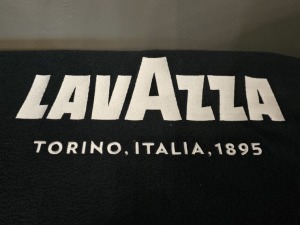 LAVAZZA
TORINO, ITALIA, 1895